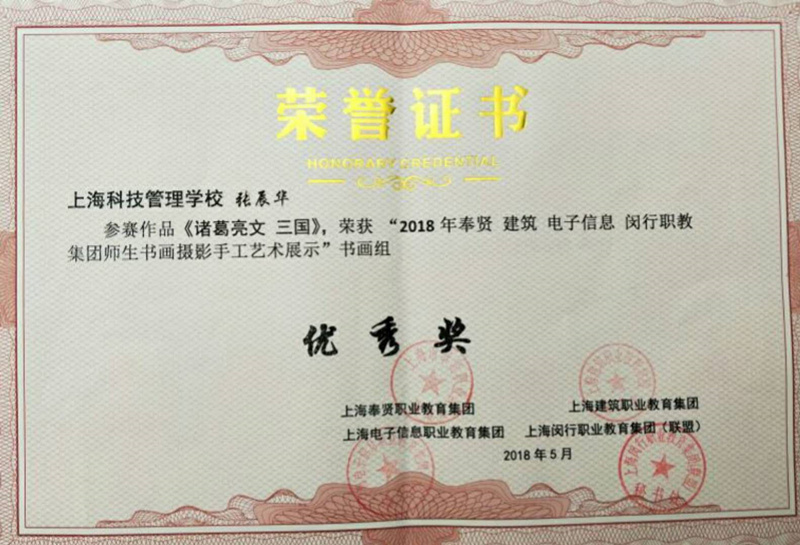 荣誉证书
HONORARY CREDENTIAL
上海科技管理学校 张辰华
参赛作品《诸葛亮文 三国》，荣获“2018年奉贤 建筑 电子信息 闵行职教
集团师生书画摄影手工艺术展示”书画组
优秀奖
上海奉贤职业教育集团 上海建筑职业教育集团
上海电子信息职业教育集团 上海闵行职业教育集团（联盟）
2018年5月